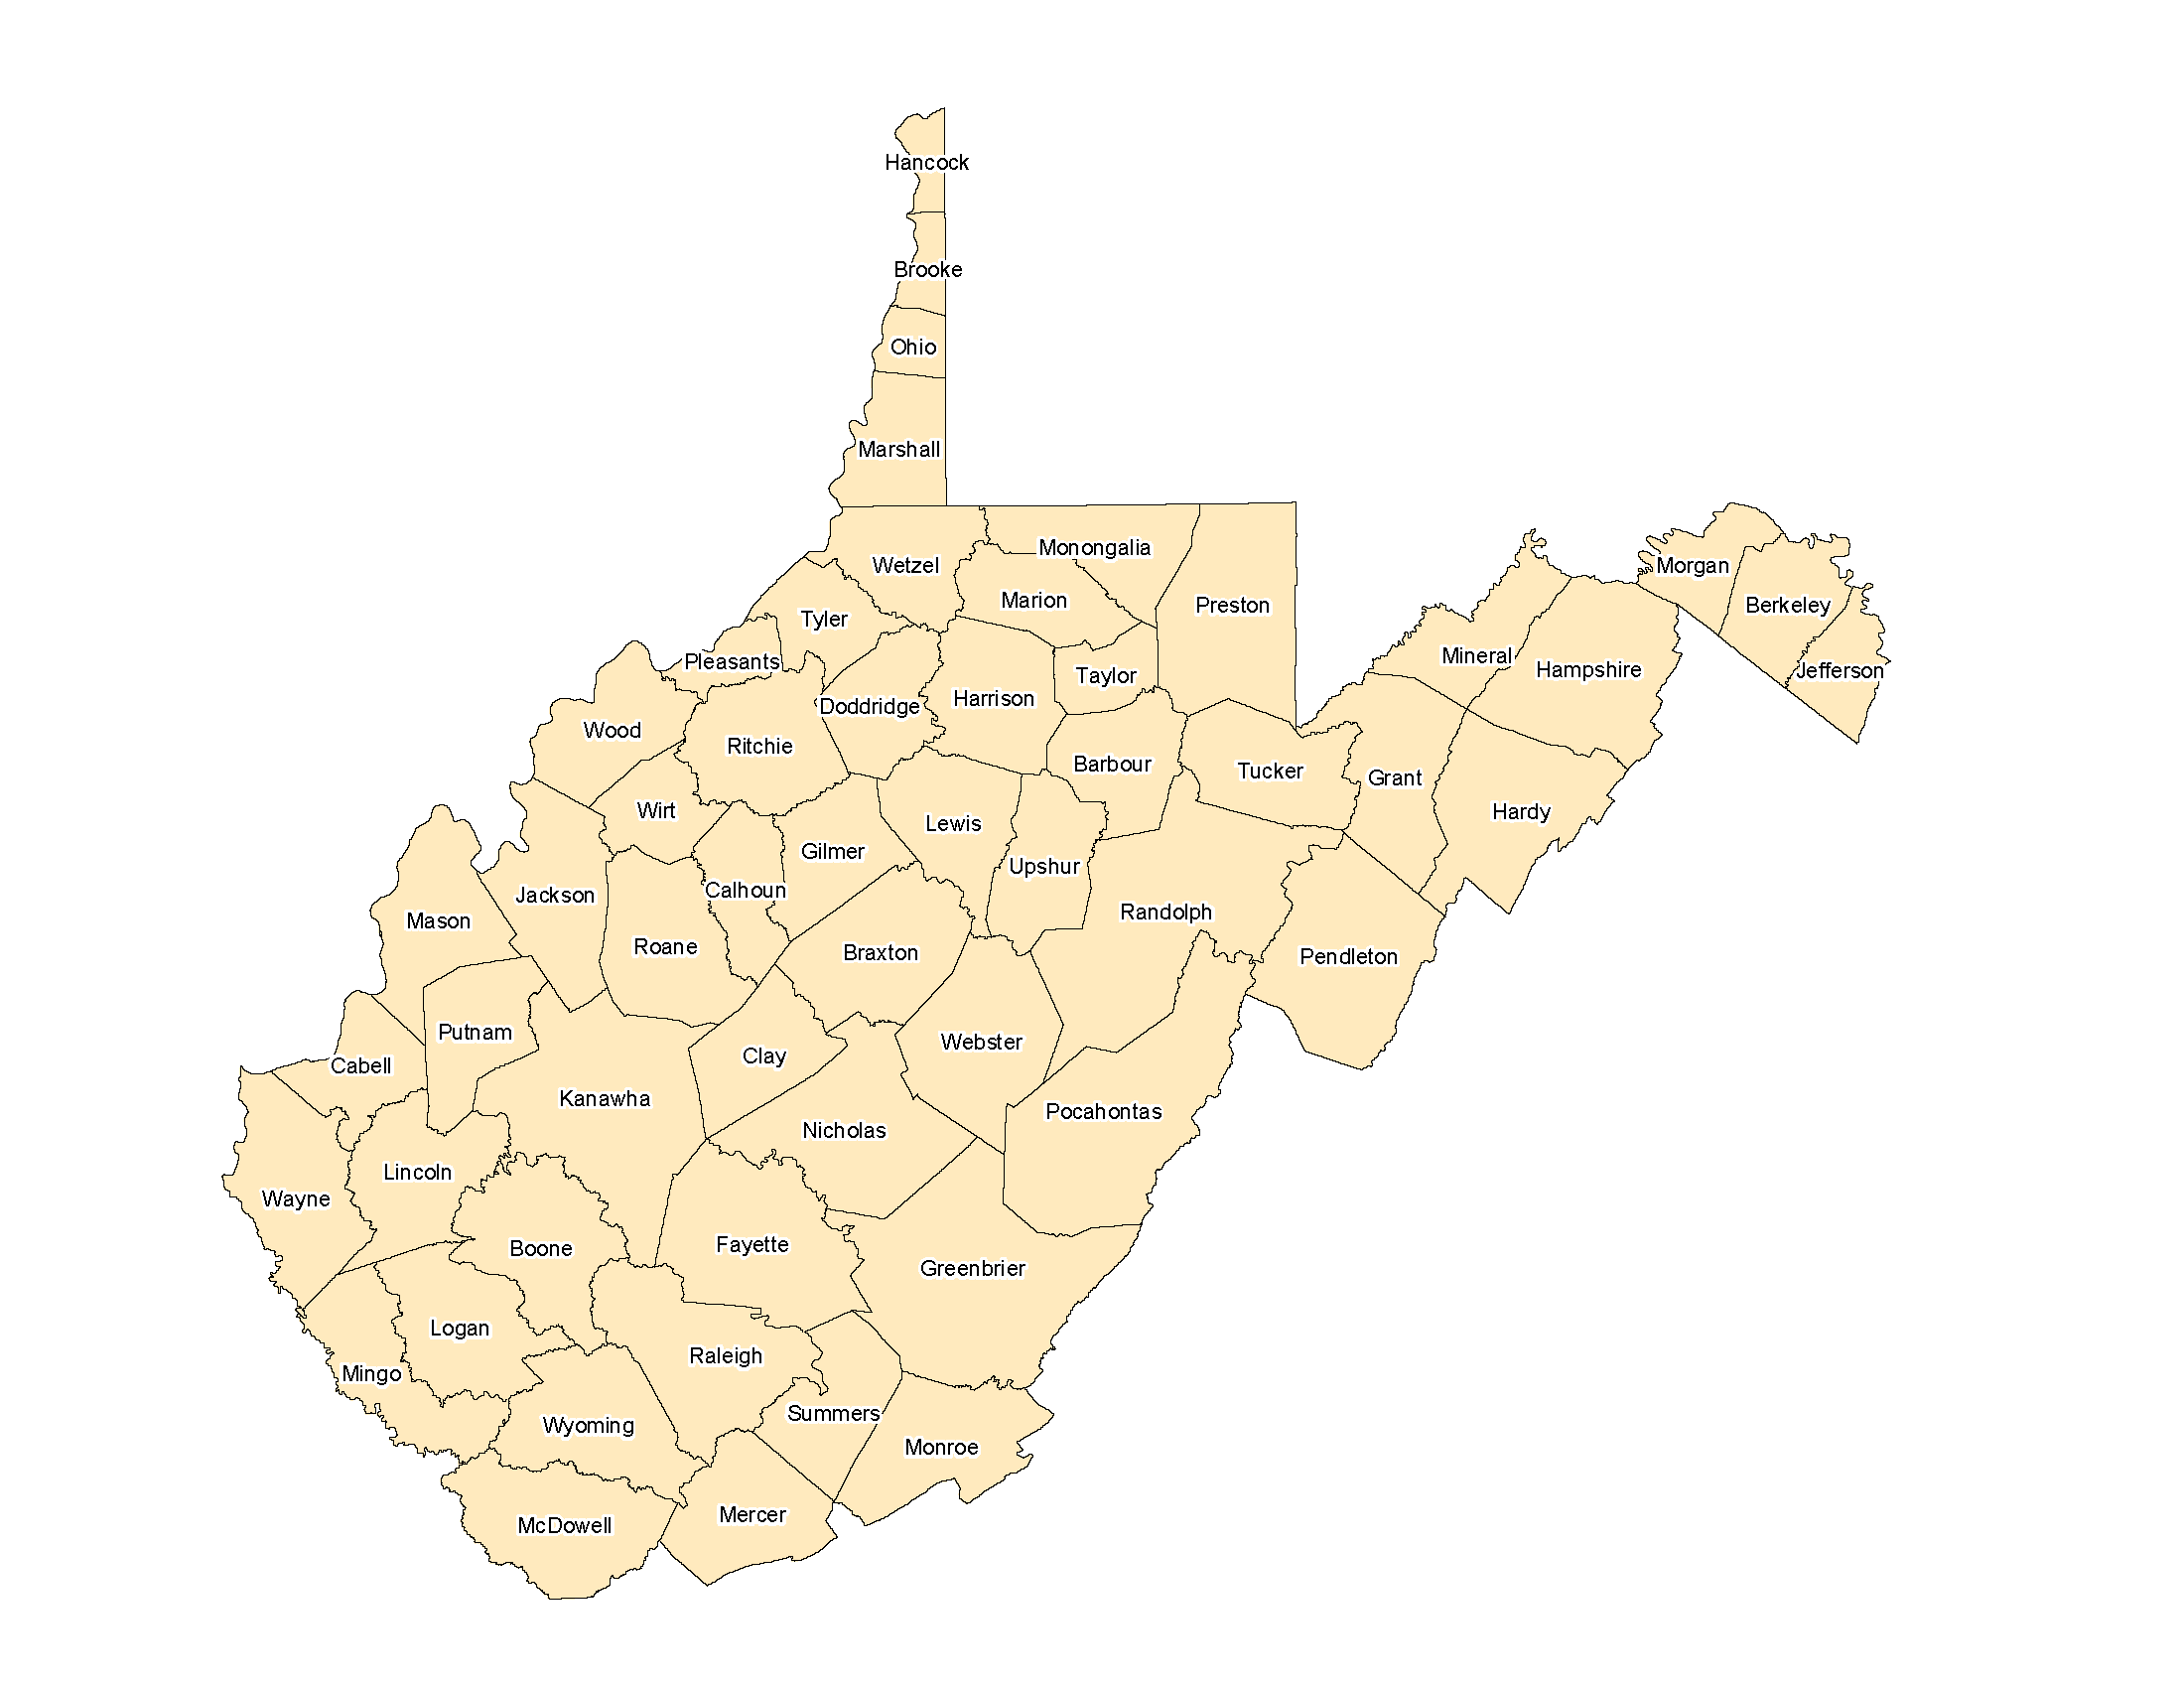 Hancock
Brooke
Ohio
Marshall
Monongalia
Wetzel
Morgan
Marion
Preston
Berkeley
Tyler
Mineral
Pleasants
Hampshire
Jefferson
Taylor
Harrison
Doddridge
Wood
Ritchie
Barbour
Tucker
Grant
Wirt
Hardy
Lewis
Gilmer
Upshur
Calhoun
Jackson
Randolph
Mason
Roane
Braxton
Pendleton
Putnam
Webster
Clay
Cabell
Kanawha
Pocahontas
Nicholas
Lincoln
Wayne
Fayette
Boone
Greenbrier
Logan
Raleigh
Mingo
Summers
Wyoming
Monroe
Mercer
McDowell